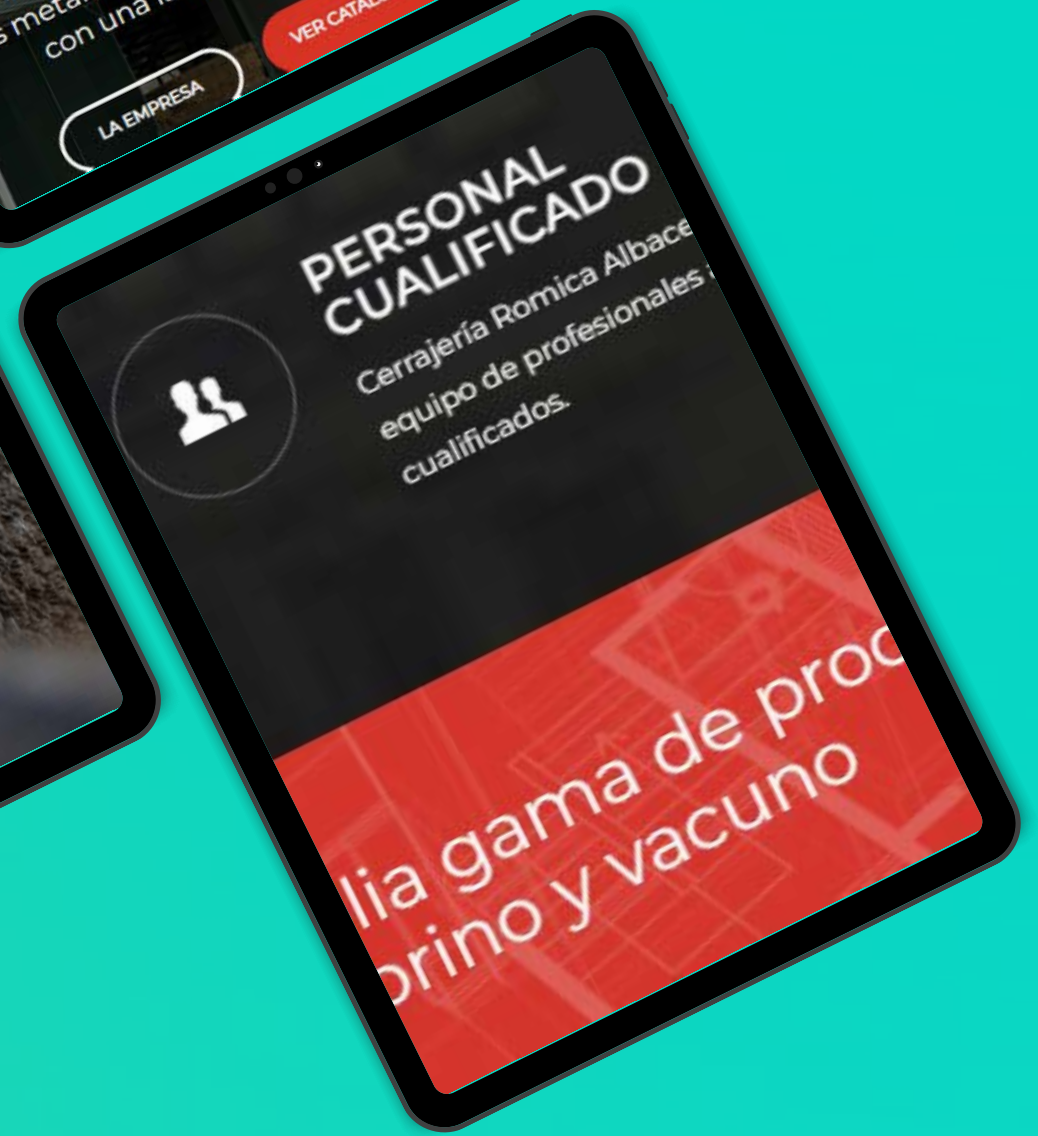 con una
VER
LA EMPRESA
PERSONAL
CUALIFICADO
Cerrajería Romica Albace
equipo de profesionales
cualificados.
lia gama de proc
orino y vacuno